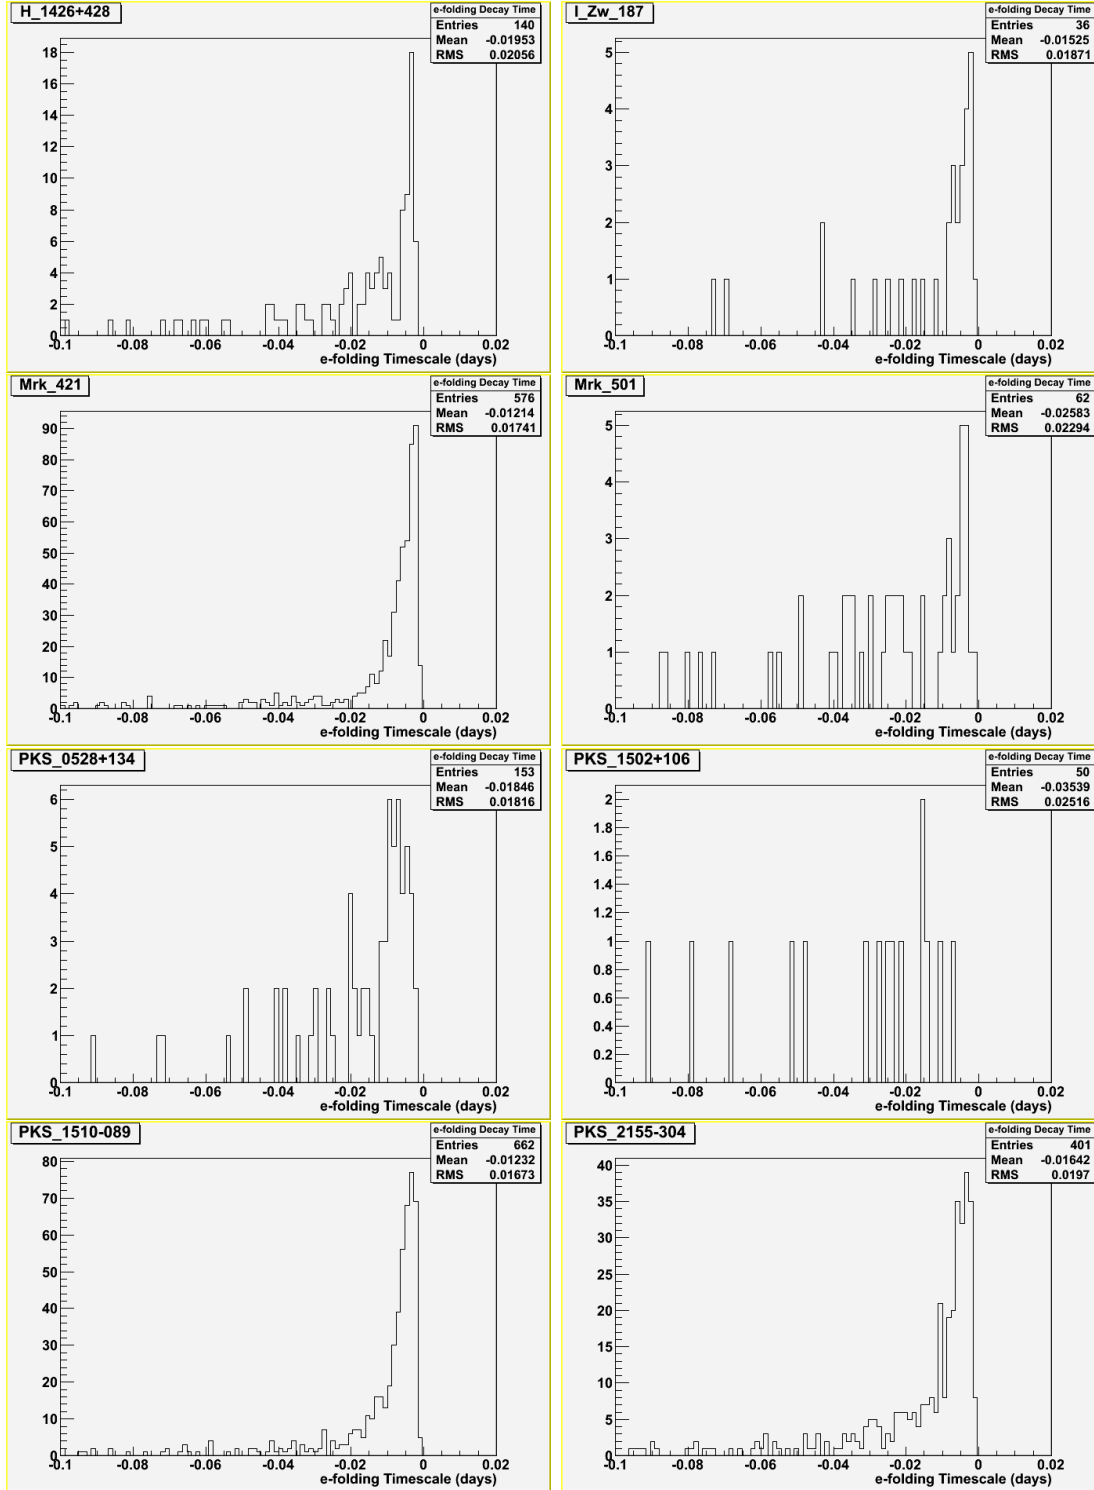 H_1426+428
e-folding Decay Time
Entries 140
Mean -0.01953
RMS 0.02056
18
16
14
12
10
8
6
4
2
0
-0.1 -0.08 -0.06 -0.04 -0.02 0 0.02
e-folding Timescale (days)
I_Zw_187
e-folding Decay Time
Entries 36
Mean -0.01525
RMS 0.01871
5
4
3
2
1
0
-0.1 -0.08 -0.06 -0.04 -0.02 0 0.02
e-folding Timescale (days)
Mrk_421
e-folding Decay Time
Entries 576
Mean -0.01214
RMS 0.01741
90
80
70
60
50
40
30
20
10
0
-0.1 -0.08 -0.06 -0.04 -0.02 0 0.02
e-folding Timescale (days)
Mrk_501
e-folding Decay Time
Entries 62
Mean -0.02583
RMS 0.02294
5
4
3
2
1
0
-0.1 -0.08 -0.06 -0.04 -0.02 0 0.02
e-folding Timescale (days)
PKS_0528+134
e-folding Decay Time
Entries 153
Mean -0.01846
RMS 0.01816
6
5
4
3
2
1
0
-0.1 -0.08 -0.06 -0.04 -0.02 0 0.02
e-folding Timescale (days)
PKS_1502+106
e-folding Decay Time
Entries 50
Mean -0.03539
RMS 0.02516
2
1.8
1.6
1.4
1.2
1
0.8
0.6
0.4
0.2
0
-0.1 -0.08 -0.06 -0.04 -0.02 0 0.02
e-folding Timescale (days)
PKS_1510-089
e-folding Decay Time
Entries 662
Mean -0.01232
RMS 0.01673
80
70
60
50
40
30
20
10
0
-0.1 -0.08 -0.06 -0.04 -0.02 0 0.02
e-folding Timescale (days)
PKS_2155-304
e-folding Decay Time
Entries 401
Mean -0.01642
RMS 0.0197
40
35
30
25
20
15
10
5
0
-0.1 -0.08 -0.06 -0.04 -0.02 0 0.02
e-folding Timescale (days)